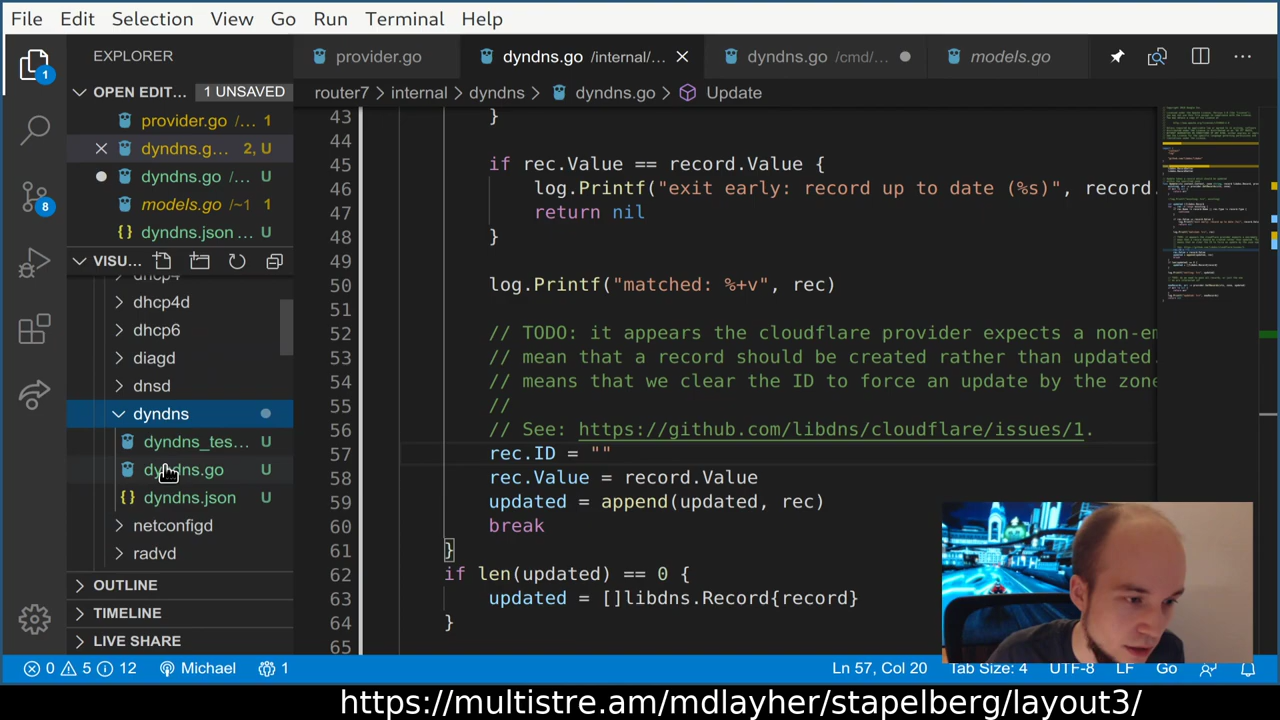 File Edit Selection View Go Run Terminal Help
EXPLORER
provider.go
dyndns.go /internal/...
dyndns.go /cmd/...
models.go
OPEN EDIT... 1 UNSAVED
router7 > internal > dyndns > dyndns.go > Update
provider.go /... 1
dyndns.g... 2, U
dyndns.go /... U
models.go /~1 1
dyndns.json ... U
VISU...
dhcp4
dhcp4d
dhcp6
diagd
dnsd
dyndns
dyndns_tes... U
dyndns.go U
dyndns.json U
netconfigd
radvd
OUTLINE
TIMELINE
LIVE SHARE
43 }
44
45 if rec.Value == record.Value {
46 log.Printf("exit early: record up to date (%s)", record.
47 return nil
48 }
49
50 log.Printf("matched: %+v", rec)
51
52 // TODO: it appears the cloudflare provider expects a non-em
53 // mean that a record should be created rather than updated.
54 // means that we clear the ID to force an update by the zone
55 //
56 // See: https://github.com/libdns/cloudflare/issues/1.
57 rec.ID = ""
58 rec.Value = record.Value
59 updated = append(updated, rec)
60 break
61 }
62 if len(updated) == 0 {
63 updated = []libdns.Record{record}
64 }
65
1
8
0 5 12 Michael 1
Ln 57, Col 20 Tab Size: 4 UTF-8 LF Go
https://multistre.am/mdlayher/stapelberg/layout3/